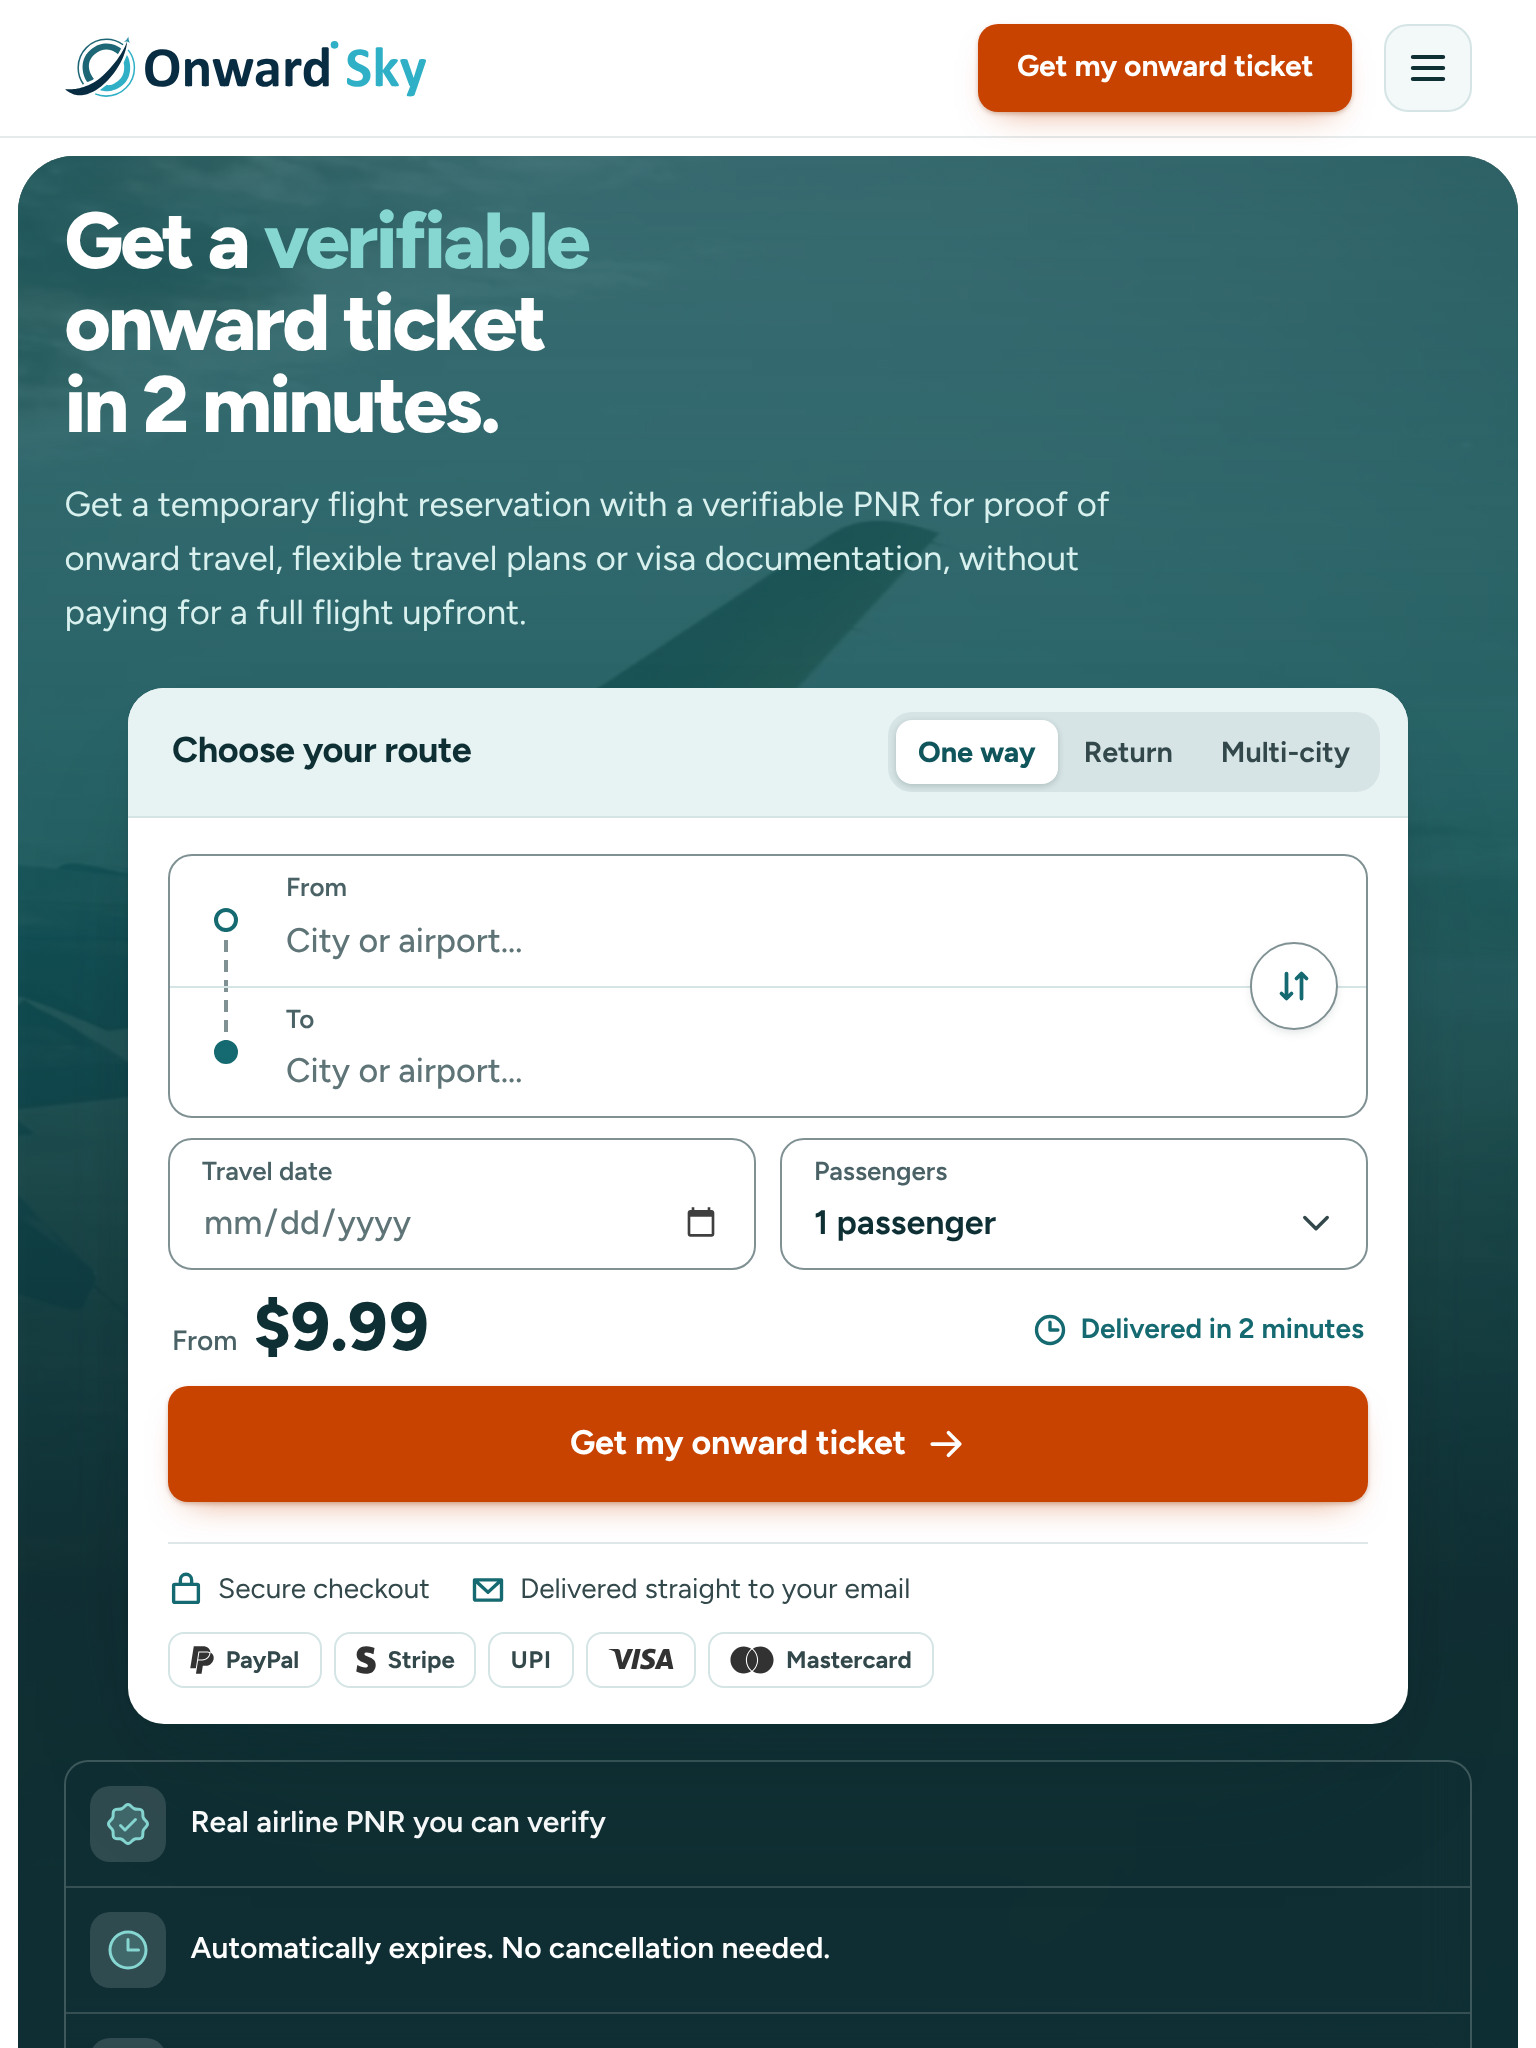 Onward Sky
Get my onward ticket
Get a verifiable
onward ticket
in 2 minutes.
Get a temporary flight reservation with a verifiable PNR for proof of
onward travel, flexible travel plans or visa documentation, without
paying for a full flight upfront.
Choose your route
One way
Return
Multi-city
From
City or airport...
To
City or airport...
Travel date
mm/dd/yyyy
Passengers
1 passenger
From $9.99
Delivered in 2 minutes
Get my onward ticket
Secure checkout
Delivered straight to your email
PayPal
Stripe
UPI
VISA
Mastercard
Real airline PNR you can verify
Automatically expires. No cancellation needed.